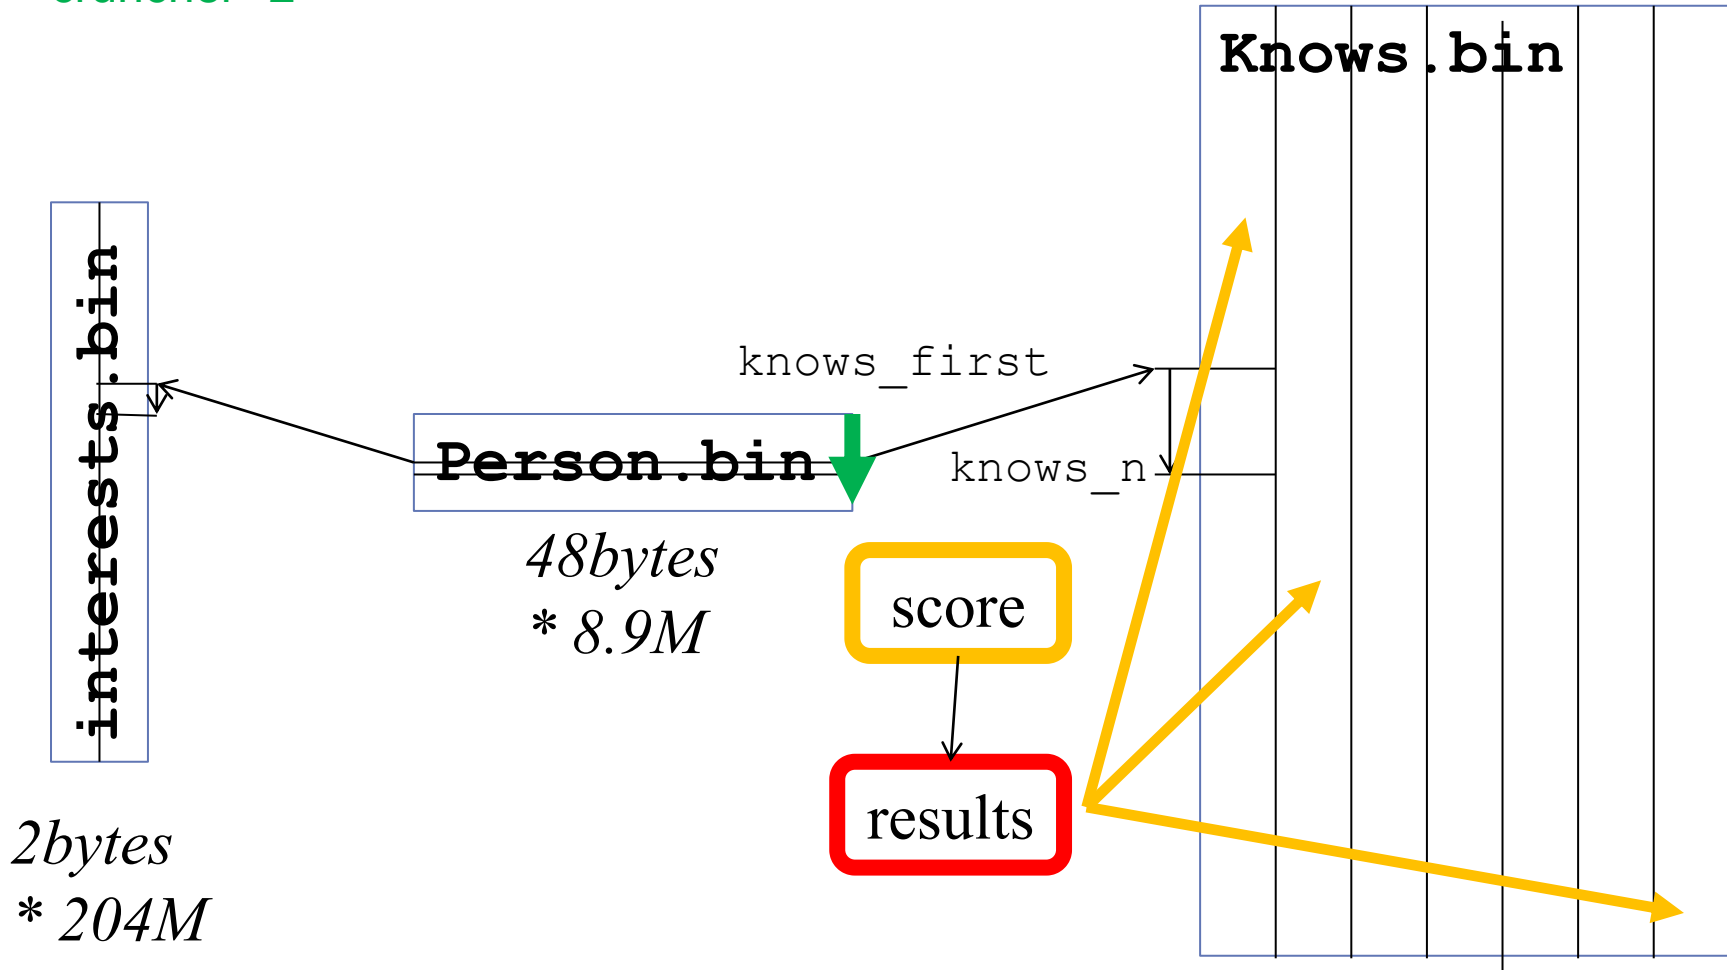 Knows.bin
interests.bin
knows_first
Person.bin
knows_n
48bytes
* 8.9M
score
results
2bytes
* 204M